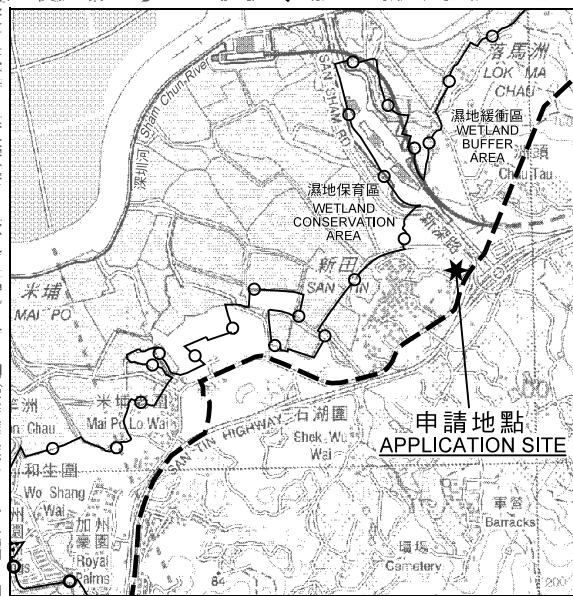 落馬洲
LOK MA
CHAU
濕地緩衝區
WETLAND
BUFFER
AREA
Chau Tau
SAN SHAM RD
深圳河 (Sham Chun River)
濕地保育區
WETLAND
CONSERVATION
AREA
新深路
新田
SAN TIN
米埔
MAI PO
申請地點
APPLICATION SITE
石湖圍
Shek Wu
Wai
SAN TIN HIGHWAY
Mai Po Lo Wai
和生圍
Wo Shang
Wai
加州
豪園
Royal
Palms
軍營
Barracks
墳場
Cemetery
84
200